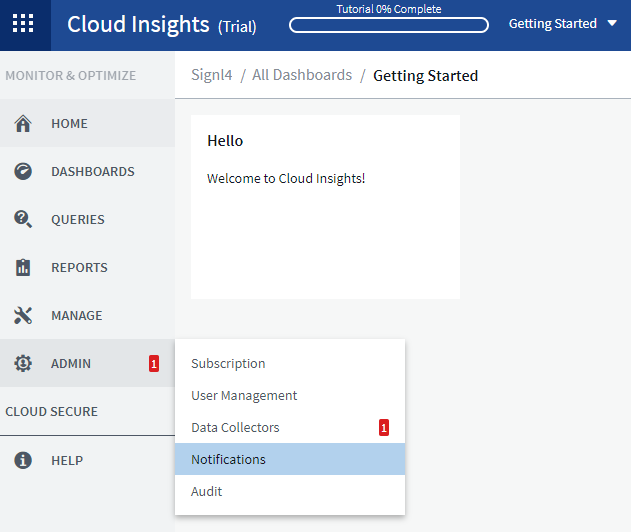 Cloud Insights (Trial)
Tutorial 0% Complete
Getting Started
MONITOR & OPTIMIZE
HOME
DASHBOARDS
QUERIES
REPORTS
MANAGE
ADMIN 1
CLOUD SECURE
HELP
Signl4 / All Dashboards / Getting Started
Hello
Welcome to Cloud Insights!
Subscription
User Management
Data Collectors 1
Notifications
Audit